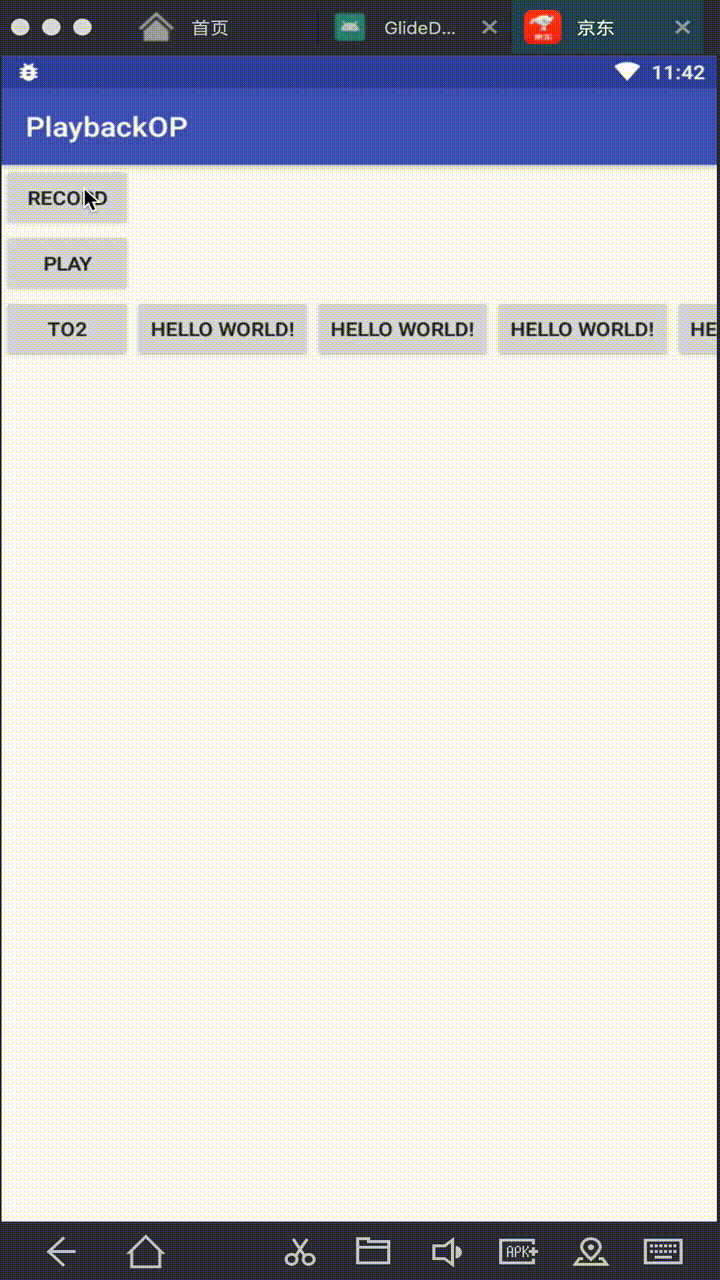 首页 GlideD... 京东
11:42
PlaybackOP
RECORD
PLAY
TO2 HELLO WORLD! HELLO WORLD! HELLO WORLD! HE
APK+